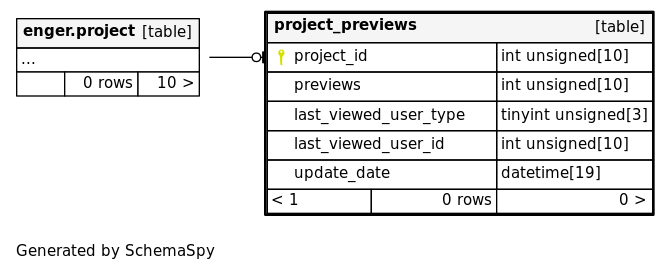 enger.project [table]
...
0 rows 10 >
project_previews [table]
project_id int unsigned[10]
previews int unsigned[10]
last_viewed_user_type tinyint unsigned[3]
last_viewed_user_id int unsigned[10]
update_date datetime[19]
< 1 0 rows 0 >
Generated by SchemaSpy